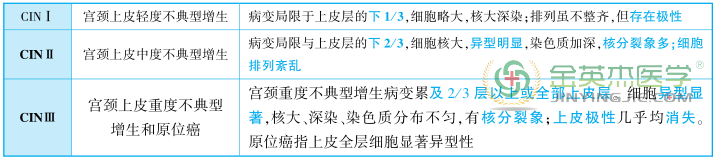 CIN Ⅰ 宫颈上皮轻度不典型增生 病变局限于上皮层的下 1/3,细胞略大,核大深染;排列虽不整齐,但存在极性
CIN Ⅱ 宫颈上皮中度不典型增生 病变局限与上皮层的下 2/3,细胞核大,异型明显,染色质加深,核分裂象多;细胞
排列紊乱
CINⅢ 宫颈上皮重度不典型
增生和原位癌
宫颈重度不典型增生病变累及 2/3 层以上或全部上皮层。细胞异型显
著,核大、深染、染色质分布不匀,有核分裂象;上皮极性几乎均消失。
原位癌指上皮全层细胞显著异型性
金英杰医学
JINYINGJIE.COM